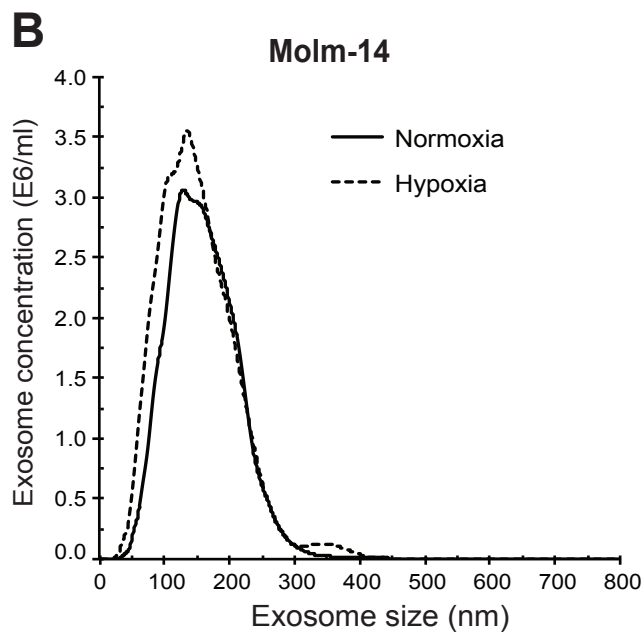 B
Molm-14
4.0
3.5
3.0
2.5
2.0
1.5
1.0
0.5
0.0
Exosome concentration (E6/ml)
Normoxia
Hypoxia
0 100 200 300 400 500 600 700 800
Exosome size (nm)